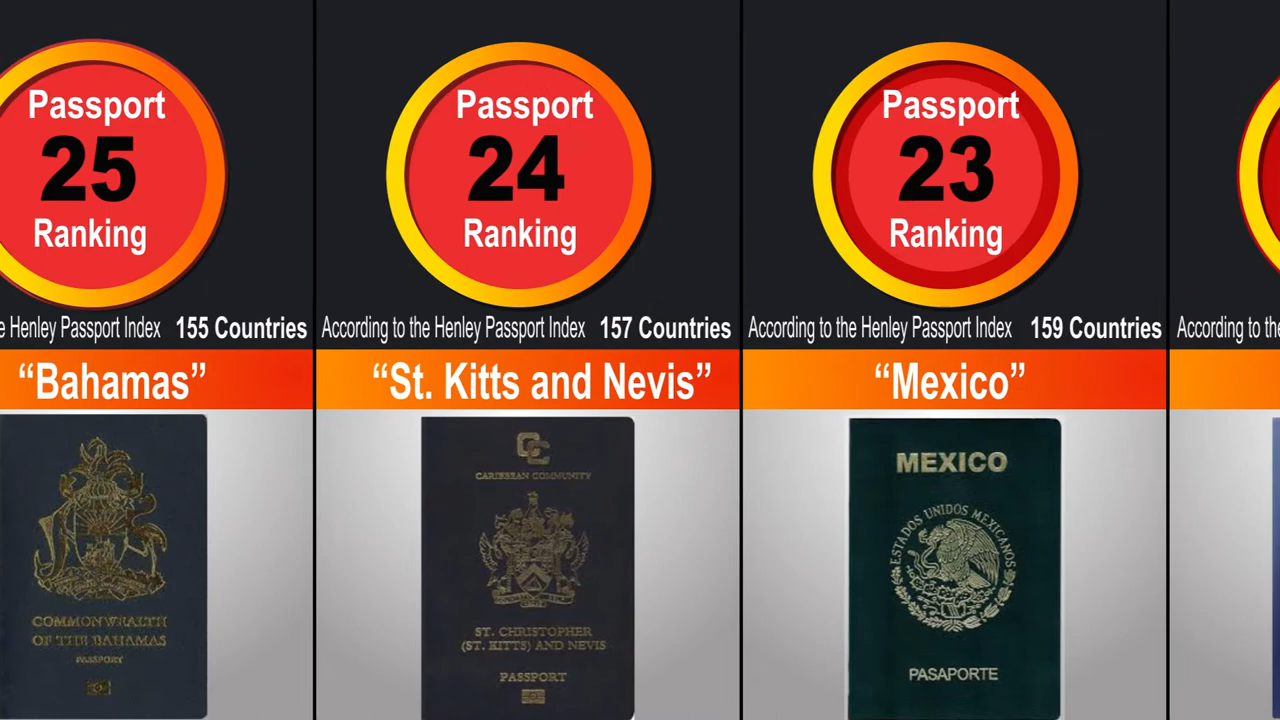 Passport
25
Ranking
e Henley Passport Index 155 Countries
“Bahamas”
COMMONWEALTH
OF THE BAHAMAS
PASSPORT
Passport
24
Ranking
According to the Henley Passport Index 157 Countries
“St. Kitts and Nevis”
CARIBBEAN COMMUNITY
ST. CHRISTOPHER
(ST. KITTS) AND NEVIS
PASSPORT
Passport
23
Ranking
According to the Henley Passport Index 159 Countries
“Mexico”
MEXICO
ESTADOS UNIDOS MEXICANOS
PASAPORTE
According to the